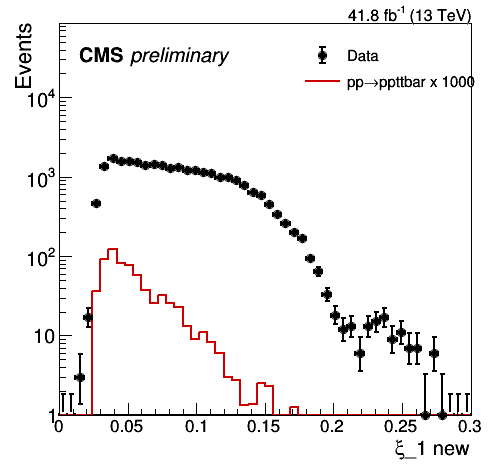 41.8 fb⁻¹ (13 TeV)
Events
CMS preliminary
Data
pp→ppttbar x 1000
10⁴
10³
10²
10
1
0 0.05 0.1 0.15 0.2 0.25 0.3
ξ_1 new